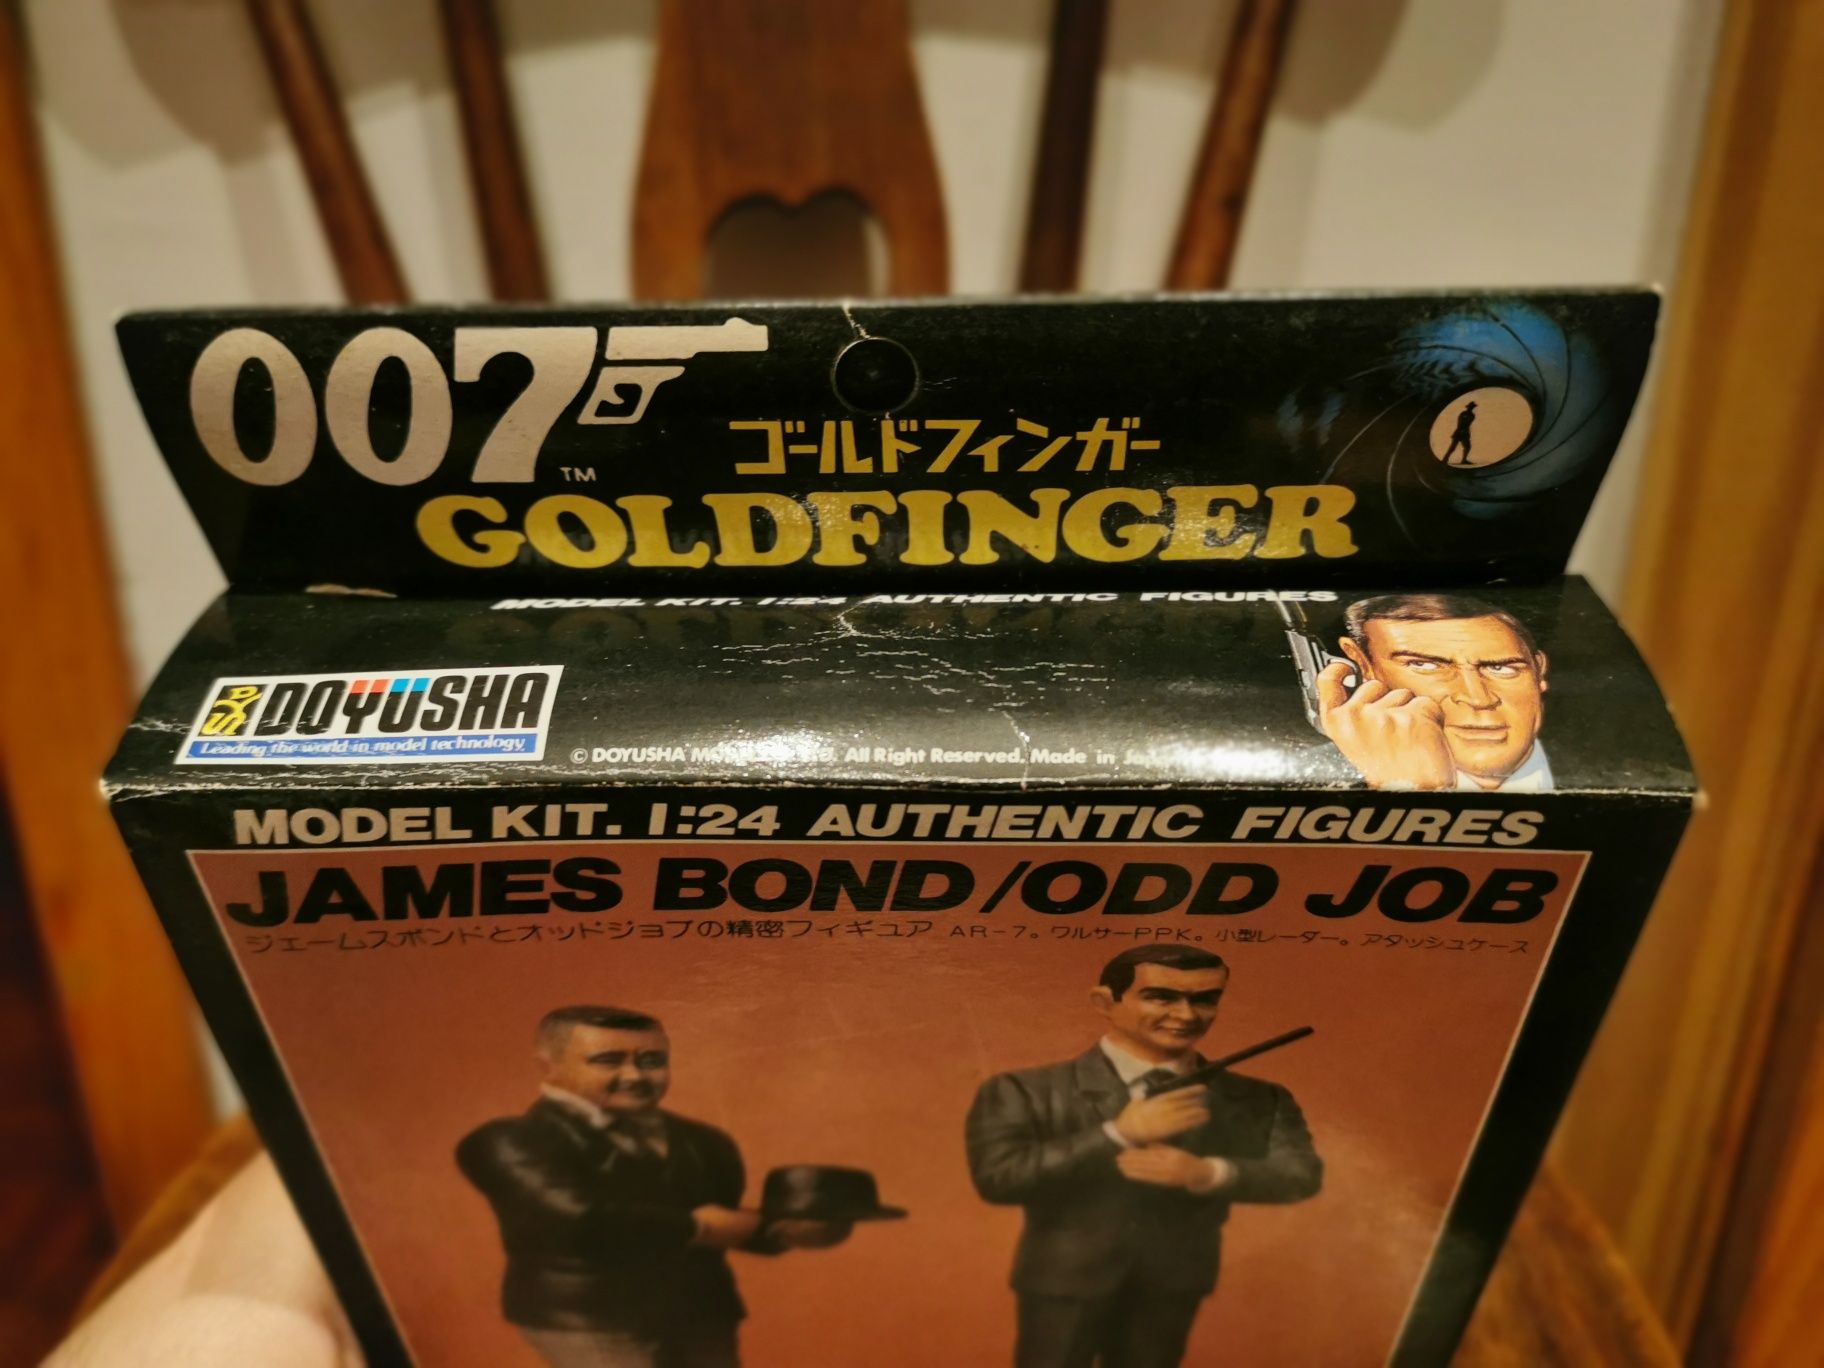 007
TM
ゴールドフィンガー
GOLDFINGER
MODEL KIT. 1:24 AUTHENTIC FIGURES
DOYUSHA
Leading the world in model technology
© DOYUSHA All Right Reserved. Made in
MODEL KIT. 1:24 AUTHENTIC FIGURES
JAMES BOND/ODD JOB
ジェームスボンドとオッドジョブの精密フィギュア AR-7。ワルサーPPK。小型レーダー。アタッシュケース